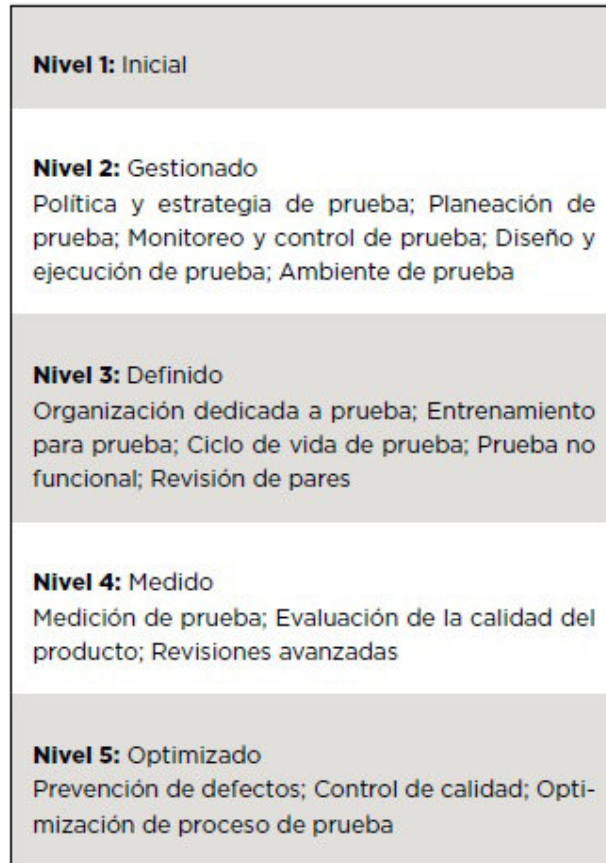 Nivel 1: Inicial
Nivel 2: Gestionado
Política y estrategia de prueba; Planeación de
prueba; Monitoreo y control de prueba; Diseño y
ejecución de prueba; Ambiente de prueba
Nivel 3: Definido
Organización dedicada a prueba; Entrenamiento
para prueba; Ciclo de vida de prueba; Prueba no
funcional; Revisión de pares
Nivel 4: Medido
Medición de prueba; Evaluación de la calidad del
producto; Revisiones avanzadas
Nivel 5: Optimizado
Prevención de defectos; Control de calidad; Opti-
mización de proceso de prueba